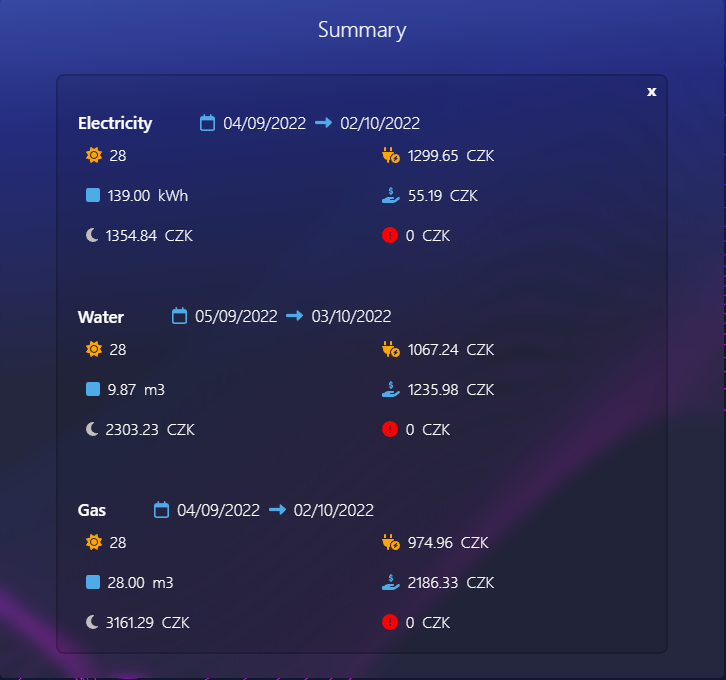 Summary
x
Electricity 04/09/2022 02/10/2022
28 1299.65 CZK
139.00 kWh 55.19 CZK
1354.84 CZK 0 CZK
Water 05/09/2022 03/10/2022
28 1067.24 CZK
9.87 m3 1235.98 CZK
2303.23 CZK 0 CZK
Gas 04/09/2022 02/10/2022
28 974.96 CZK
28.00 m3 2186.33 CZK
3161.29 CZK 0 CZK